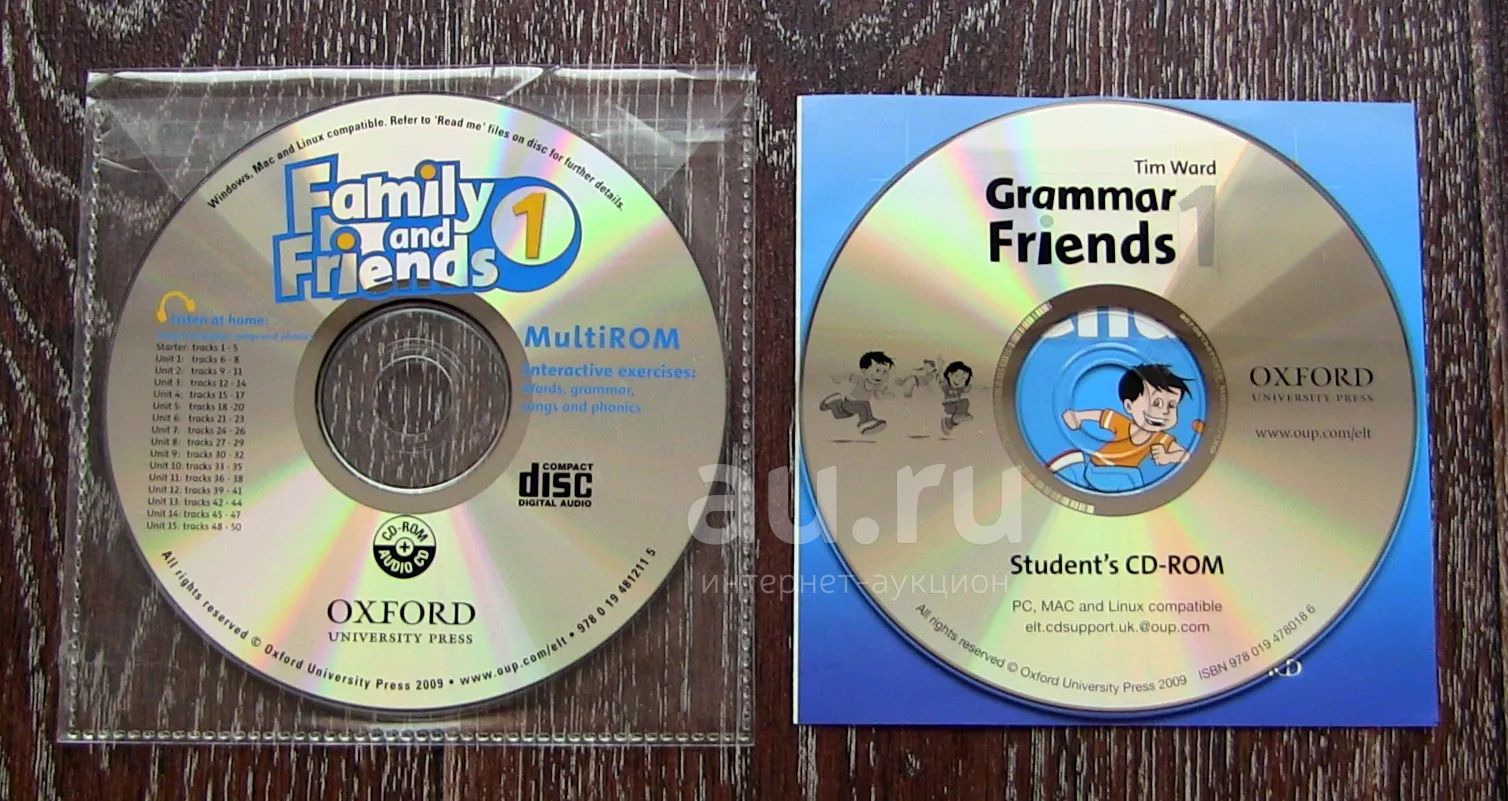 Windows, Mac and Linux compatible. Refer to 'Read me' files on disc for further details.
Family
and
Friends
1
Listen at home:
songs and phonics
Starter: tracks 1 - 5
Unit 1: tracks 6 - 8
Unit 2: tracks 9 - 11
Unit 3: tracks 12 - 14
Unit 4: tracks 15 - 17
Unit 5: tracks 18 - 20
Unit 6: tracks 21 - 23
Unit 7: tracks 24 - 26
Unit 8: tracks 27 - 29
Unit 9: tracks 30 - 32
Unit 10: tracks 33 - 35
Unit 11: tracks 36 - 38
Unit 12: tracks 39 - 41
Unit 13: tracks 42 - 44
Unit 14: tracks 45 - 47
Unit 15: tracks 48 - 50
MultiROM
Interactive exercises:
Words, grammar,
songs and phonics
COMPACT
disc
DIGITAL AUDIO
CD-ROM
AUDIO CD
OXFORD
UNIVERSITY PRESS
All rights reserved © Oxford University Press 2009 • www.oup.com/elt • 978 0 19 481211 5
Tim Ward
Grammar
Friends 1
OXFORD
UNIVERSITY PRESS
www.oup.com/elt
Student's CD-ROM
PC, MAC and Linux compatible
elt.cdsupport.uk.@oup.com
All rights reserved © Oxford University Press 2009 ISBN 978 019 478018 6
au.ru
интернет-аукцион